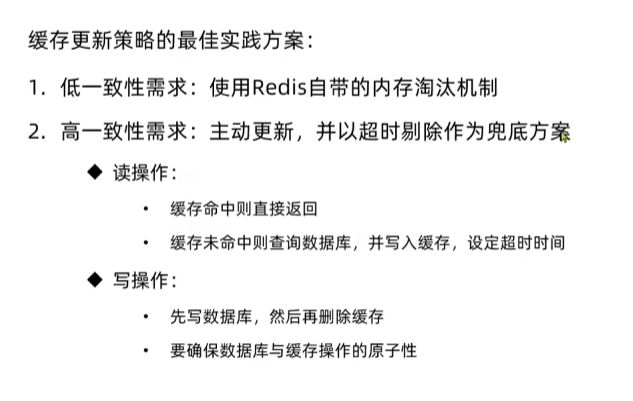 缓存更新策略的最佳实践方案：
1. 低一致性需求：使用Redis自带的内存淘汰机制
2. 高一致性需求：主动更新，并以超时剔除作为兜底方案
◆ 读操作：
• 缓存命中则直接返回
• 缓存未命中则查询数据库，并写入缓存，设定超时时间
◆ 写操作：
• 先写数据库，然后再删除缓存
• 要确保数据库与缓存操作的原子性